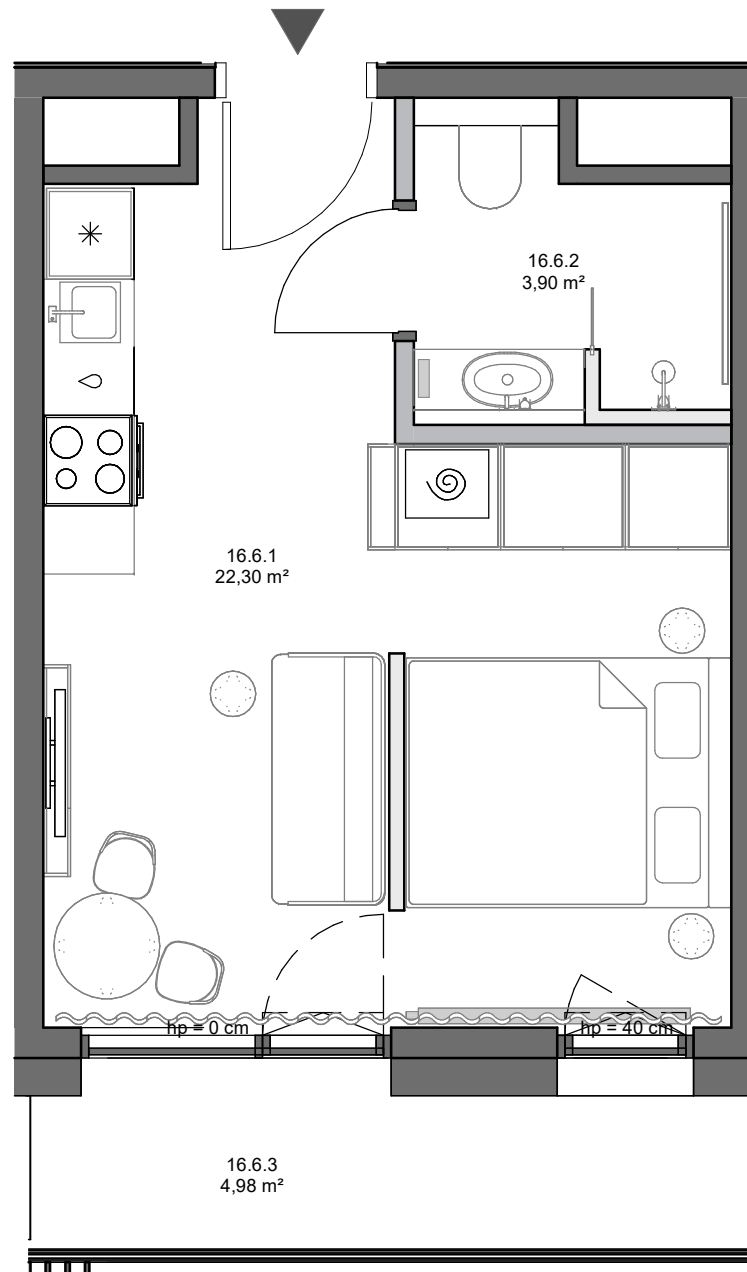 16.6.2
3,90 m²
16.6.1
22,30 m²
hp = 0 cm
hp = 40 cm
16.6.3
4,98 m²